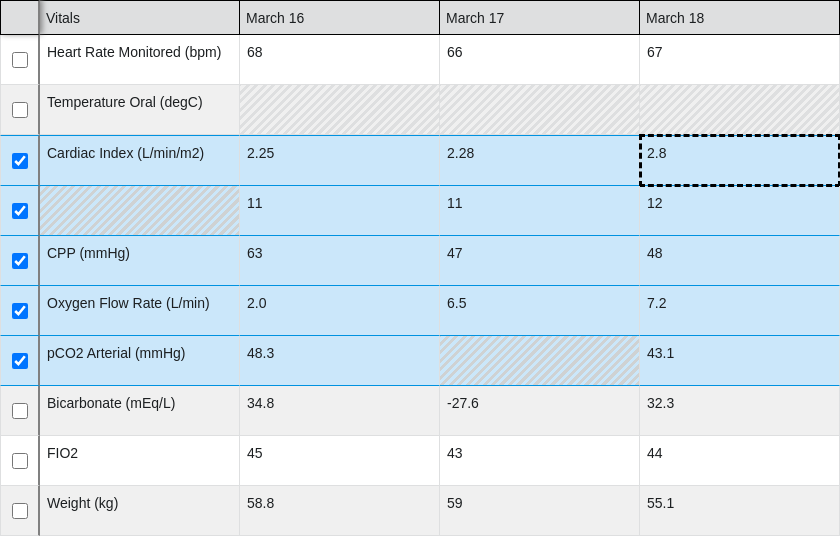 Vitals March 16 March 17 March 18
Heart Rate Monitored (bpm) 68 66 67
Temperature Oral (degC)
Cardiac Index (L/min/m2) 2.25 2.28 2.8
11 11 12
CPP (mmHg) 63 47 48
Oxygen Flow Rate (L/min) 2.0 6.5 7.2
pCO2 Arterial (mmHg) 48.3 43.1
Bicarbonate (mEq/L) 34.8 -27.6 32.3
FIO2 45 43 44
Weight (kg) 58.8 59 55.1